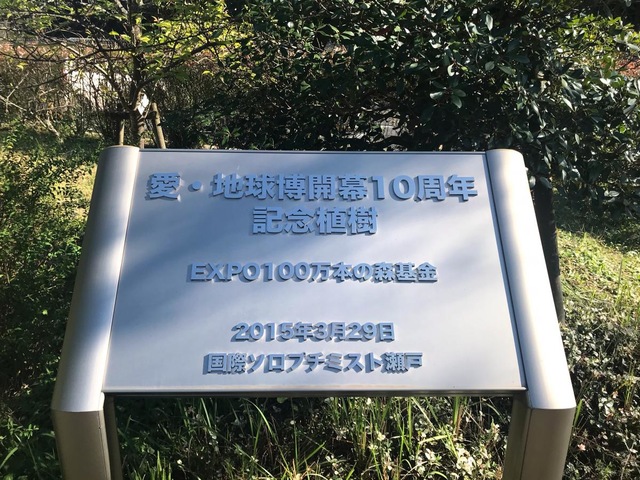 愛・地球博開幕10周年
記念植樹
EXPO100万本の森基金
2015年3月29日
国際ソロプチミスト瀬戸